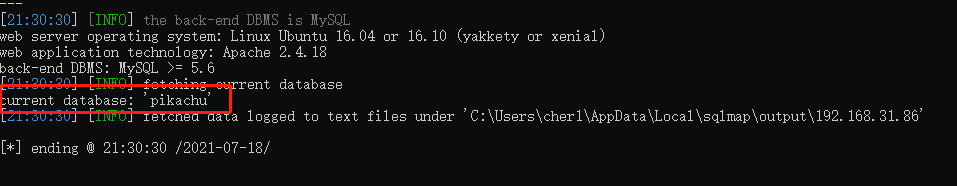 ---
[21:30:30] [INFO] the back-end DBMS is MySQL
web server operating system: Linux Ubuntu 16.04 or 16.10 (yakkety or xenial)
web application technology: Apache 2.4.18
back-end DBMS: MySQL >= 5.6
[21:30:30] [INFO] fetching current database
current database: 'pikachu'
[21:30:30] [INFO] fetched data logged to text files under 'C:\Users\cherl\AppData\Local\sqlmap\output\192.168.31.86'
[*] ending @ 21:30:30 /2021-07-18/